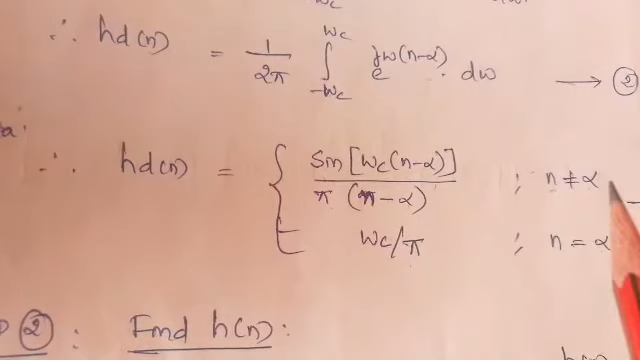 ∴ hd(n) = 1/2π ∫_{-wc}^{wc} e^{jw(n-α)} . dw → ②
∴ hd(n) = { Sin[wc(n-α)] / π(n-α) ; n ≠ α
wc/π ; n = α
② : Find h(n):